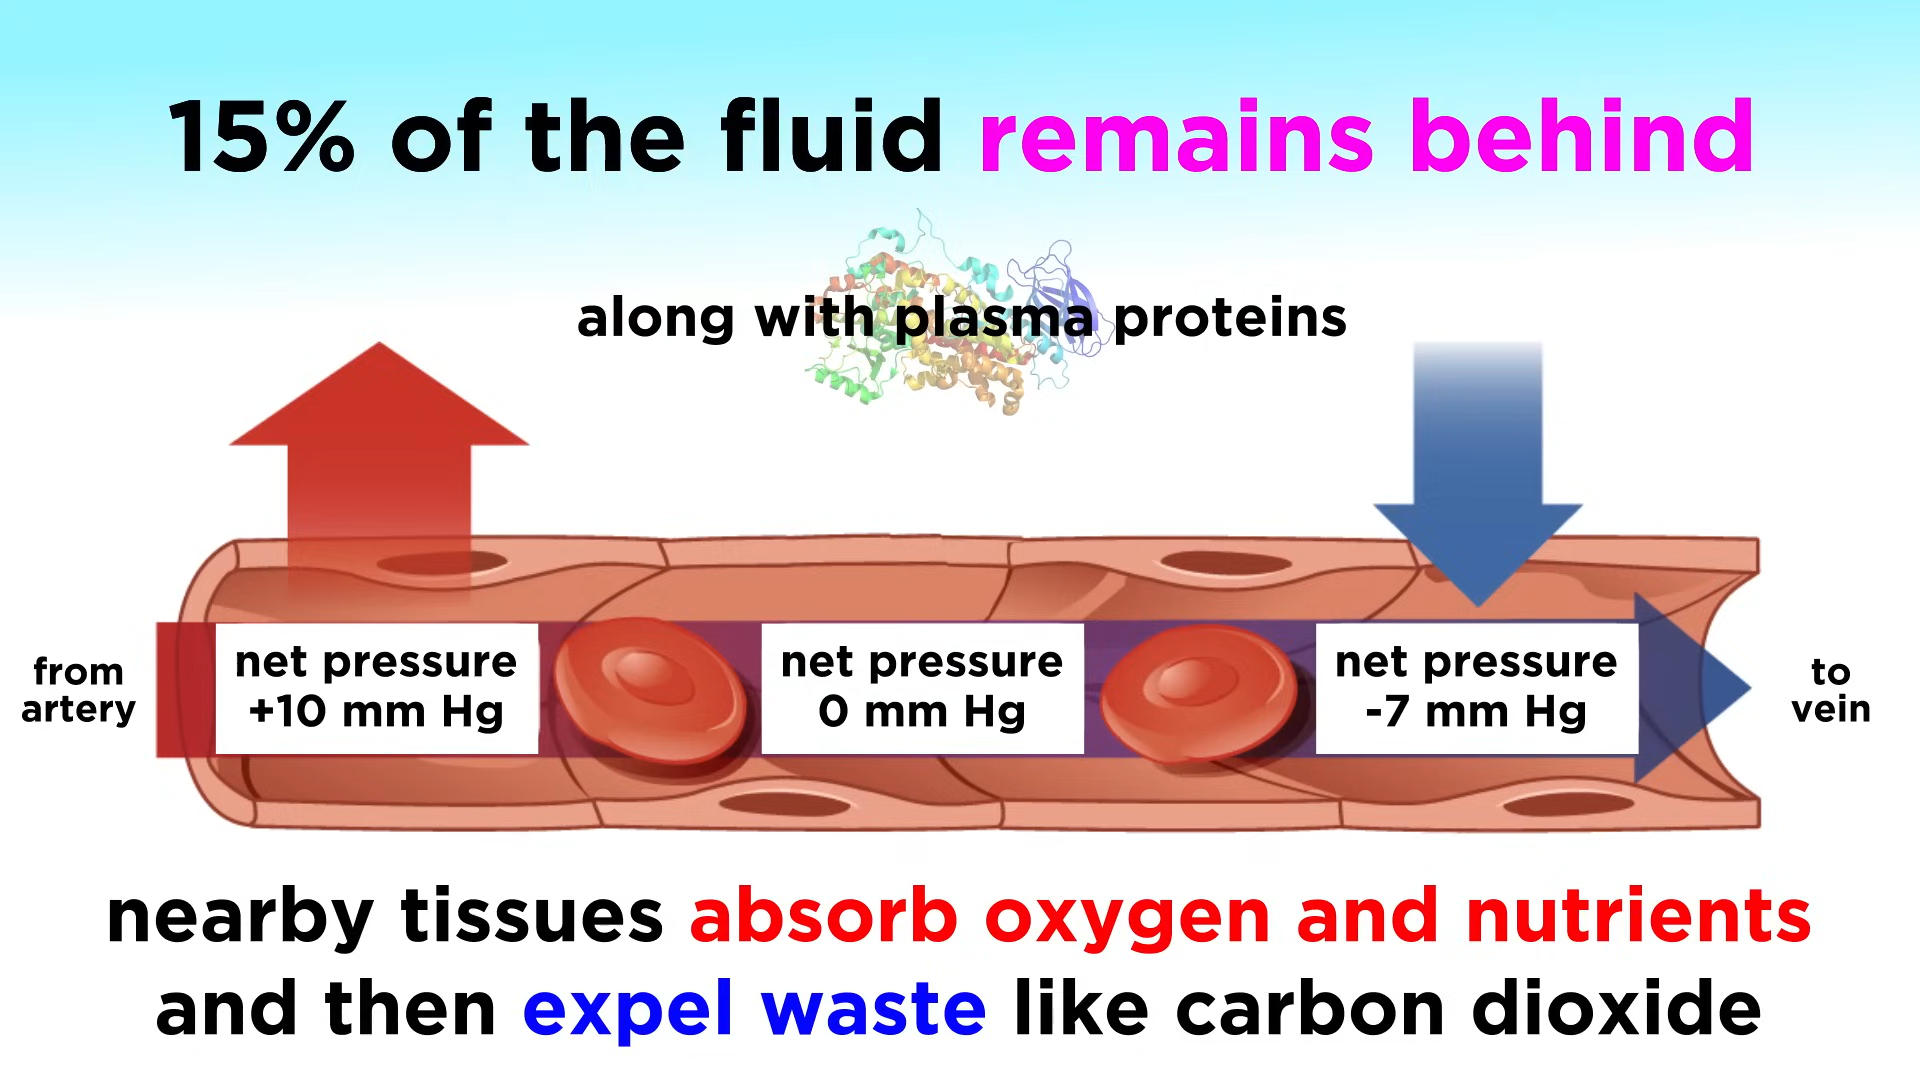 15% of the fluid remains behind
along with plasma proteins
from
artery
net pressure
+10 mm Hg
net pressure
0 mm Hg
net pressure
-7 mm Hg
to
vein
nearby tissues absorb oxygen and nutrients
and then expel waste like carbon dioxide